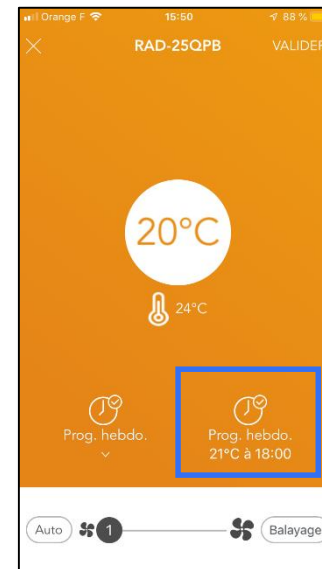 Orange F 15:50 88 %
RAD-25QPB VALIDER
20°C
24°C
Prog. hebdo. Prog. hebdo.
21°C à 18:00
Auto 1 Balayage